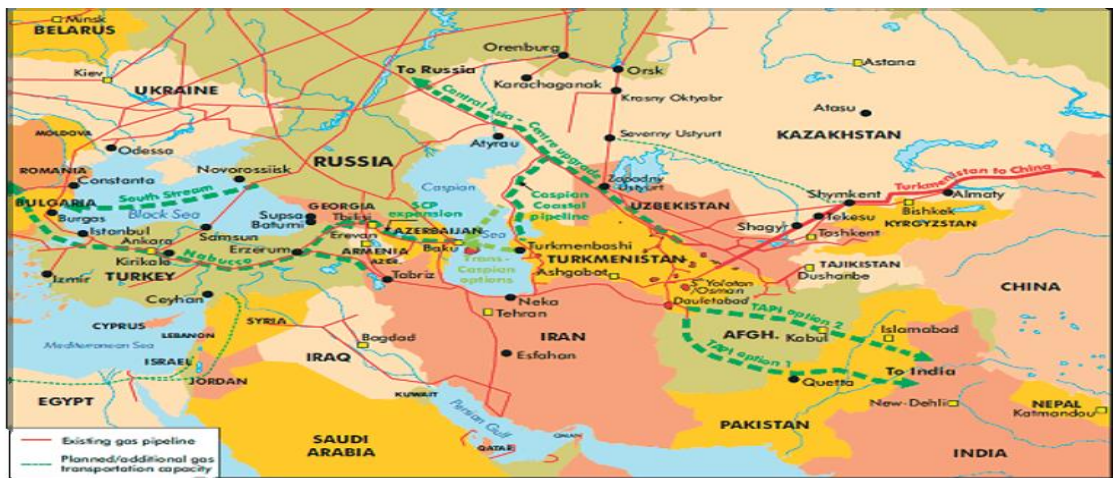 Minsk
BELARUS
Kiev
UKRAINE
MOLDOVA
Odessa
ROMANIA
Constanta
BULGARIA
Burgas
Istanbul
Izmir
South Stream
Black Sea
Novorossiisk
RUSSIA
To Russia
Orenburg
Karachaganak
Orsk
Krasny Oktyabr
Central Asia - Centre upgrade
Severny Ustyurt
Atyrau
Astana
Atasu
KAZAKHSTAN
Zapadny
Ustyurt
UZBEKISTAN
Caspian
Sea
Caspian
Coastal
pipeline
SCP
expansion
GEORGIA
Tbilisi
Supsa
Batumi
Erevan
ARMENIA
AZER.
AZERBAIJAN
Baku
Trans-
Caspian
options
Turkmenbashi
TURKMENISTAN
Ashgabat
Shymkent
Tekesu
Shagyr
Tashkent
Turkmenistan to China
Almaty
Bishkek
KYRGYZSTAN
TAJIKISTAN
Dushanbe
CHINA
Ankara
Kirikale
Samsun
Nabucco
Erzerum
TURKEY
Ceyhan
Tabriz
Neka
Tehran
IRAN
Esfahan
S. Yolotan
/Osman
Dauletabad
AFGH.
TAPI option 2
Kabul
TAPI option 1
Islamabad
To India
Quetta
New-Dehli
PAKISTAN
NEPAL
Katmandou
INDIA
CYPRUS
Mediterranean Sea
LEBANON
SYRIA
ISRAEL
JORDAN
EGYPT
IRAQ
Bagdad
KUWAIT
Persian Gulf
SAUDI
ARABIA
QATAR
OMAN
Existing gas pipeline
Planned/additional gas
transportation capacity